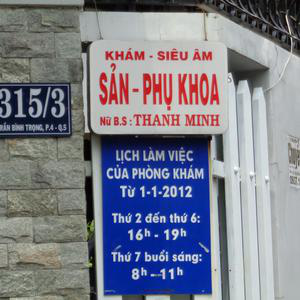 315/3
TRẦN BÌNH TRỌNG, P.4 - Q.5
KHÁM - SIÊU ÂM
SẢN - PHỤ KHOA
Nữ B.S : THANH MINH
LỊCH LÀM VIỆC
CỦA PHÒNG KHÁM
Từ 1-1-2012
Thứ 2 đến thứ 6:
16h - 19h
Thứ 7 buổi sáng:
8h - 11h